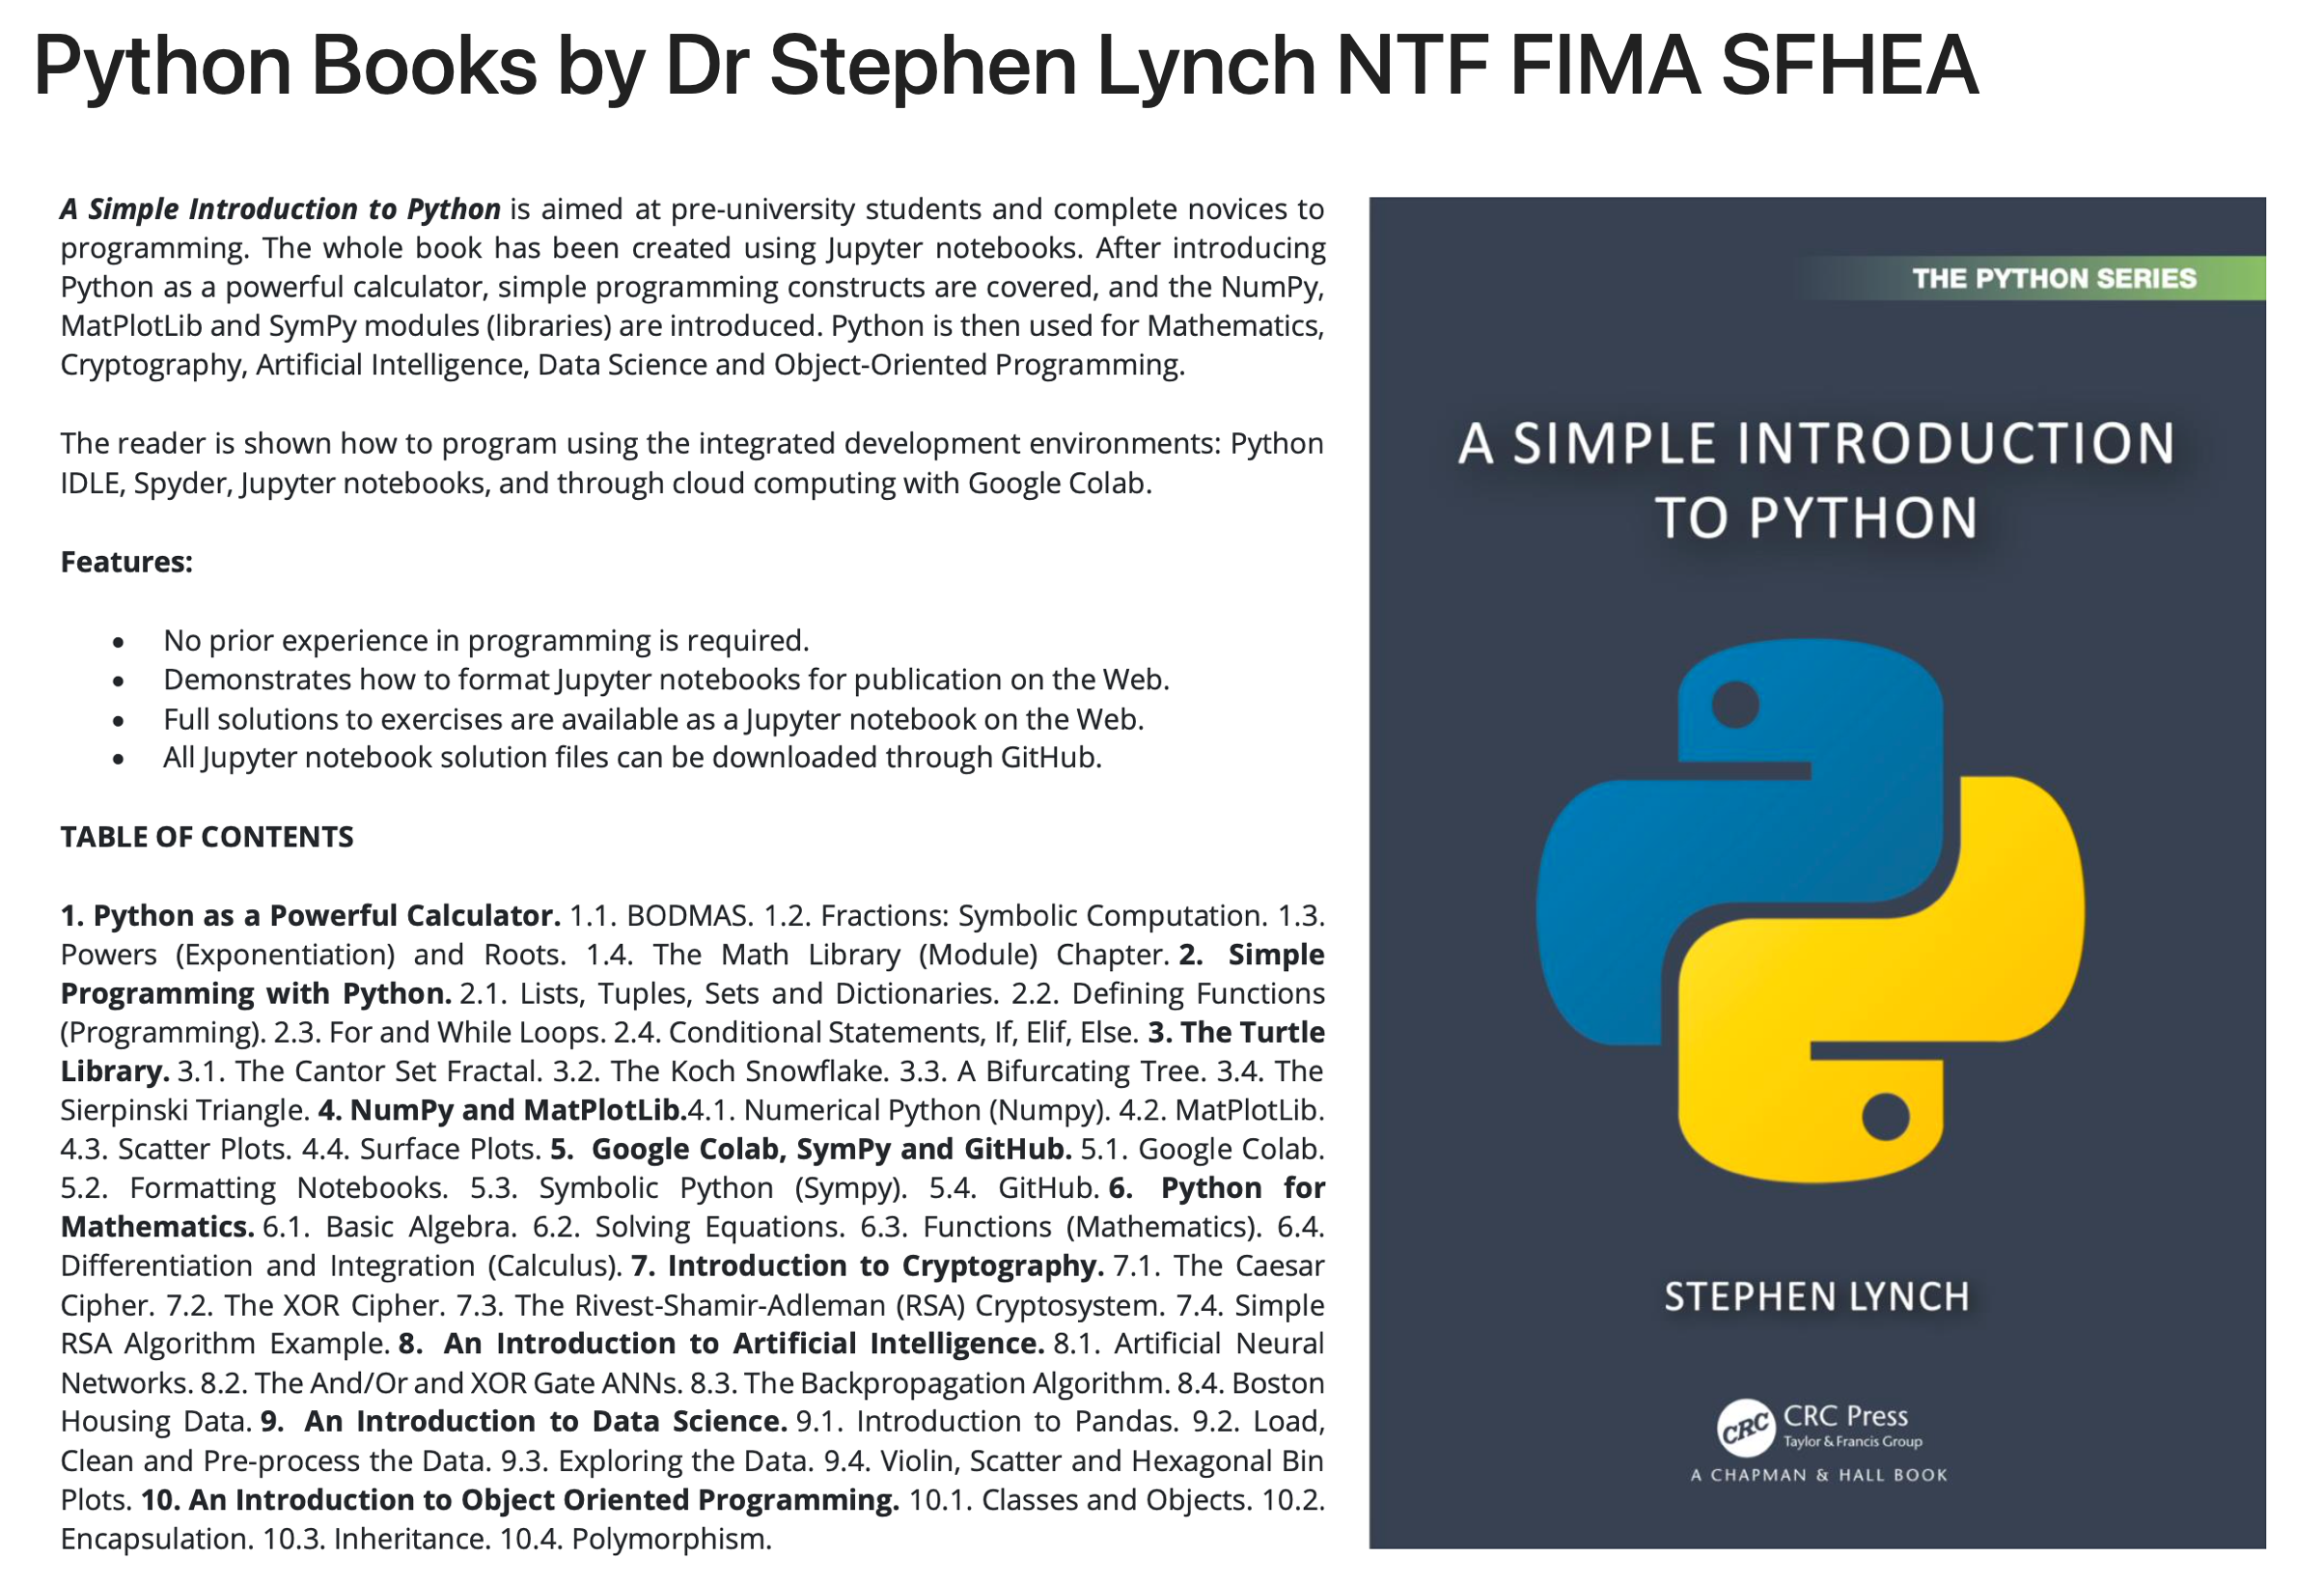 Python Books by Dr Stephen Lynch NTF FIMA SFHEA
A Simple Introduction to Python is aimed at pre-university students and complete novices to
programming. The whole book has been created using Jupyter notebooks. After introducing
Python as a powerful calculator, simple programming constructs are covered, and the NumPy,
MatPlotLib and SymPy modules (libraries) are introduced. Python is then used for Mathematics,
Cryptography, Artificial Intelligence, Data Science and Object-Oriented Programming.
The reader is shown how to program using the integrated development environments: Python
IDLE, Spyder, Jupyter notebooks, and through cloud computing with Google Colab.
Features:
• No prior experience in programming is required.
• Demonstrates how to format Jupyter notebooks for publication on the Web.
• Full solutions to exercises are available as a Jupyter notebook on the Web.
• All Jupyter notebook solution files can be downloaded through GitHub.
TABLE OF CONTENTS
1. Python as a Powerful Calculator. 1.1. BODMAS. 1.2. Fractions: Symbolic Computation. 1.3.
Powers (Exponentiation) and Roots. 1.4. The Math Library (Module) Chapter. 2. Simple
Programming with Python. 2.1. Lists, Tuples, Sets and Dictionaries. 2.2. Defining Functions
(Programming). 2.3. For and While Loops. 2.4. Conditional Statements, If, Elif, Else. 3. The Turtle
Library. 3.1. The Cantor Set Fractal. 3.2. The Koch Snowflake. 3.3. A Bifurcating Tree. 3.4. The
Sierpinski Triangle. 4. NumPy and MatPlotLib.4.1. Numerical Python (Numpy). 4.2. MatPlotLib.
4.3. Scatter Plots. 4.4. Surface Plots. 5. Google Colab, SymPy and GitHub. 5.1. Google Colab.
5.2. Formatting Notebooks. 5.3. Symbolic Python (Sympy). 5.4. GitHub. 6. Python for
Mathematics. 6.1. Basic Algebra. 6.2. Solving Equations. 6.3. Functions (Mathematics). 6.4.
Differentiation and Integration (Calculus). 7. Introduction to Cryptography. 7.1. The Caesar
Cipher. 7.2. The XOR Cipher. 7.3. The Rivest-Shamir-Adleman (RSA) Cryptosystem. 7.4. Simple
RSA Algorithm Example. 8. An Introduction to Artificial Intelligence. 8.1. Artificial Neural
Networks. 8.2. The And/Or and XOR Gate ANNs. 8.3. The Backpropagation Algorithm. 8.4. Boston
Housing Data. 9. An Introduction to Data Science. 9.1. Introduction to Pandas. 9.2. Load,
Clean and Pre-process the Data. 9.3. Exploring the Data. 9.4. Violin, Scatter and Hexagonal Bin
Plots. 10. An Introduction to Object Oriented Programming. 10.1. Classes and Objects. 10.2.
Encapsulation. 10.3. Inheritance. 10.4. Polymorphism.
THE PYTHON SERIES
A SIMPLE INTRODUCTION
TO PYTHON
STEPHEN LYNCH
CRC
CRC Press
Taylor & Francis Group
A CHAPMAN & HALL BOOK